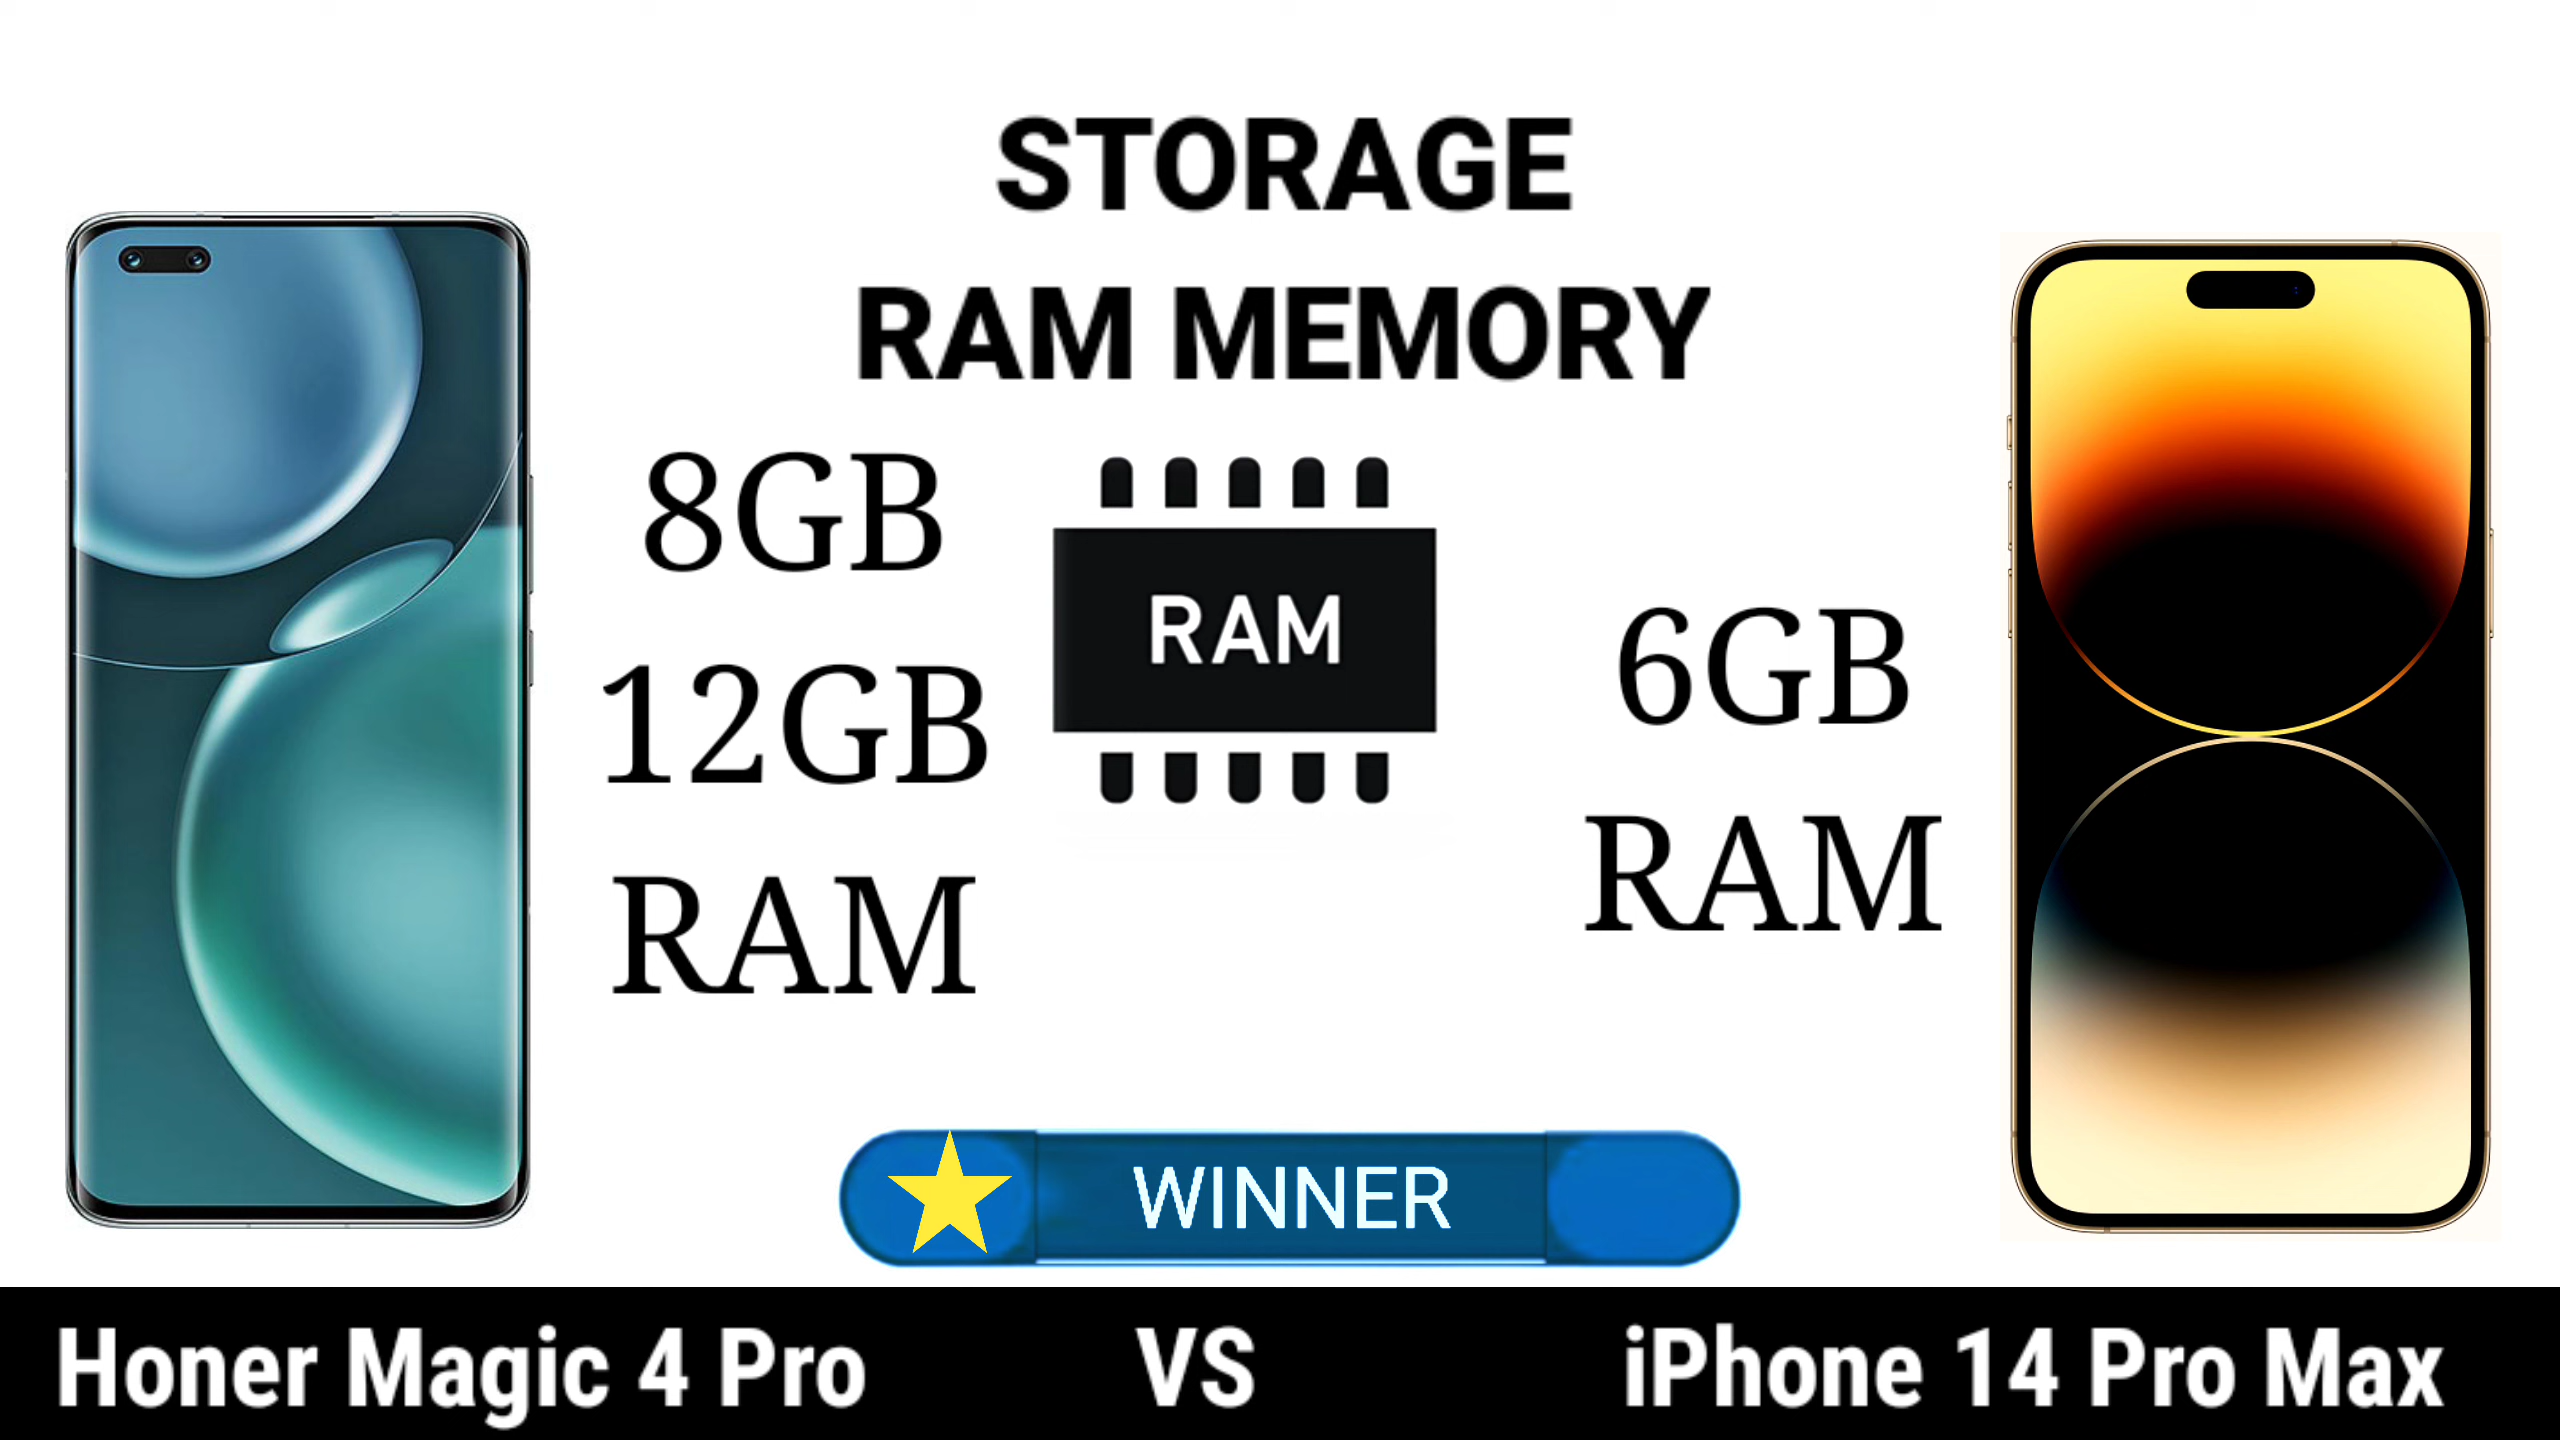 STORAGE
RAM MEMORY
8GB
12GB
RAM
RAM
6GB
RAM
WINNER
Honer Magic 4 Pro VS iPhone 14 Pro Max